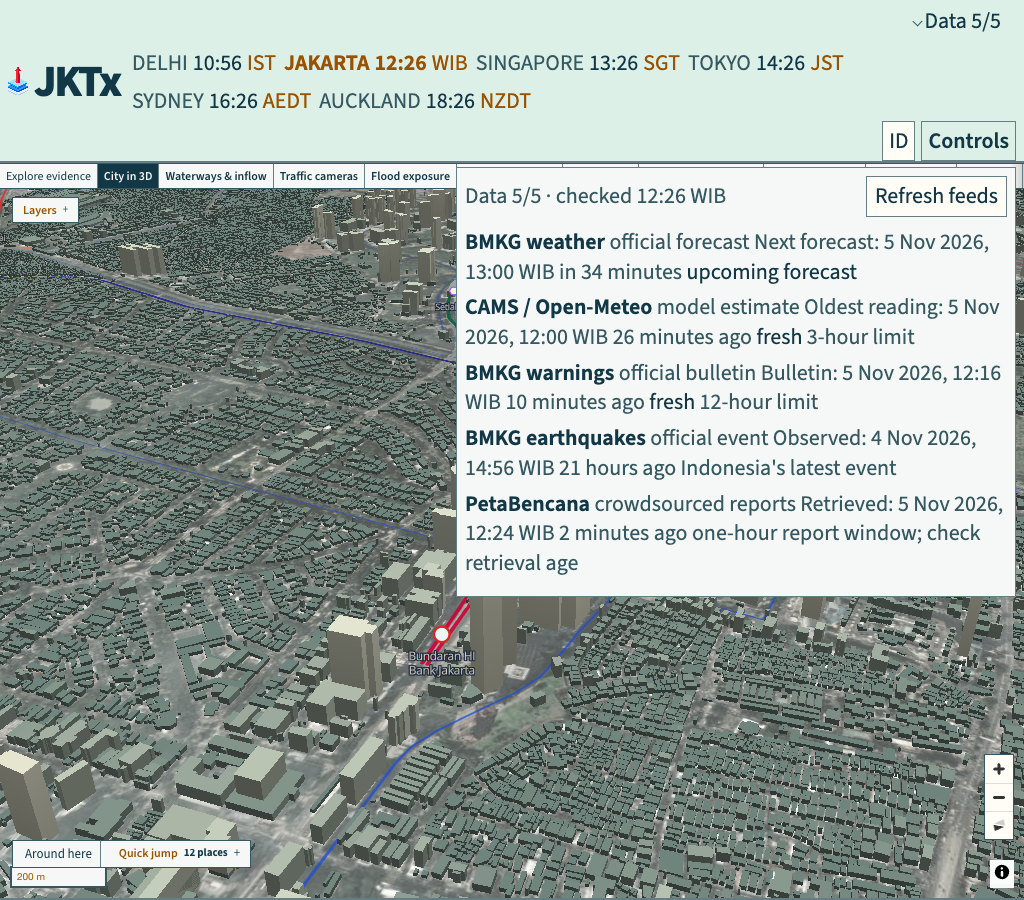 Data 5/5
JKTx
DELHI 10:56 IST JAKARTA 12:26 WIB SINGAPORE 13:26 SGT TOKYO 14:26 JST
SYDNEY 16:26 AEDT AUCKLAND 18:26 NZDT
ID Controls
Explore evidence City in 3D Waterways & inflow Traffic cameras Flood exposure
Layers +
Data 5/5 · checked 12:26 WIB Refresh feeds
BMKG weather official forecast Next forecast: 5 Nov 2026,
13:00 WIB in 34 minutes upcoming forecast
CAMS / Open-Meteo model estimate Oldest reading: 5 Nov
2026, 12:00 WIB 26 minutes ago fresh 3-hour limit
BMKG warnings official bulletin Bulletin: 5 Nov 2026, 12:16
WIB 10 minutes ago fresh 12-hour limit
BMKG earthquakes official event Observed: 4 Nov 2026,
14:56 WIB 21 hours ago Indonesia's latest event
PetaBencana crowdsourced reports Retrieved: 5 Nov 2026,
12:24 WIB 2 minutes ago one-hour report window; check
retrieval age
Bundaran HI
Bank Jakarta
Around here Quick jump 12 places +
200 m